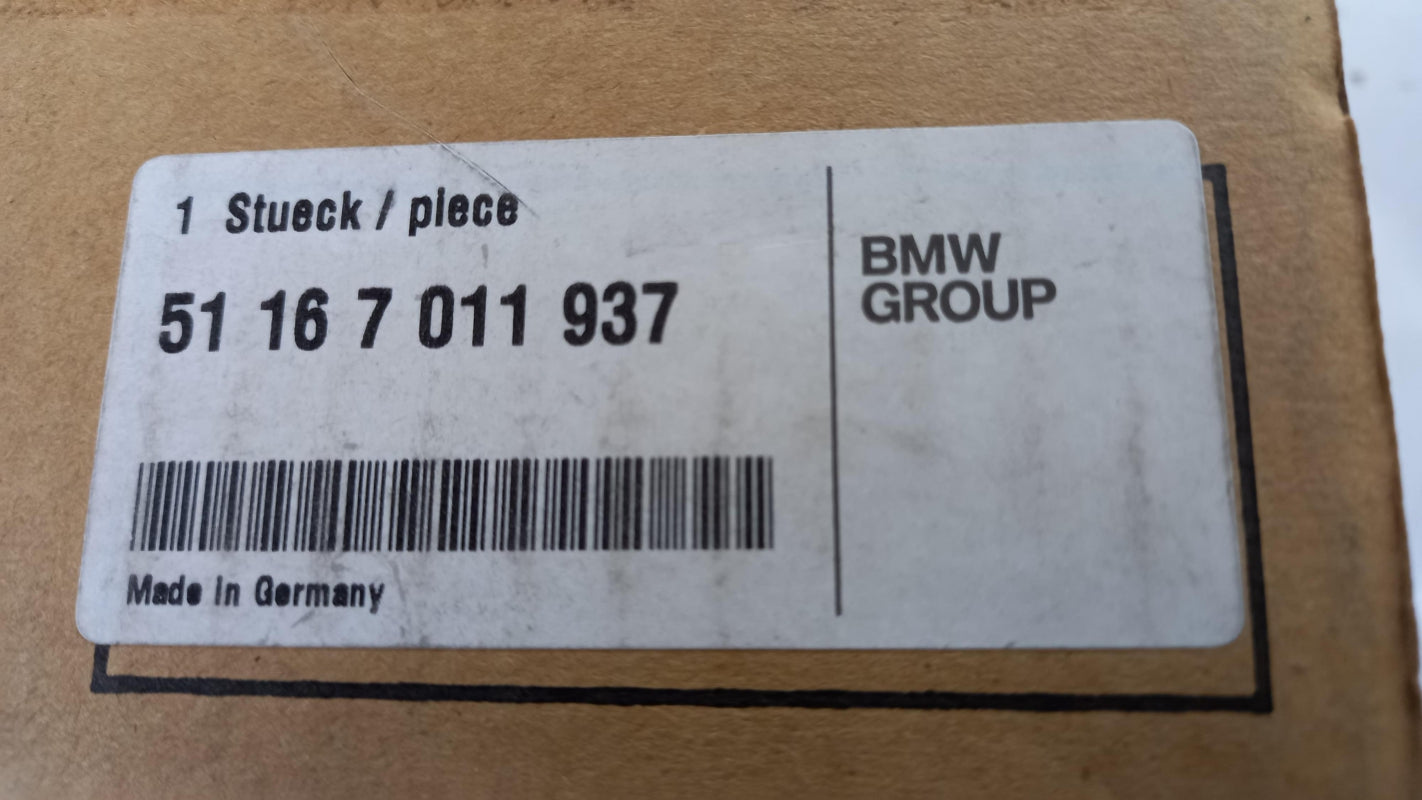 1 Stueck / piece
51 16 7 011 937
Made in Germany
BMW
GROUP